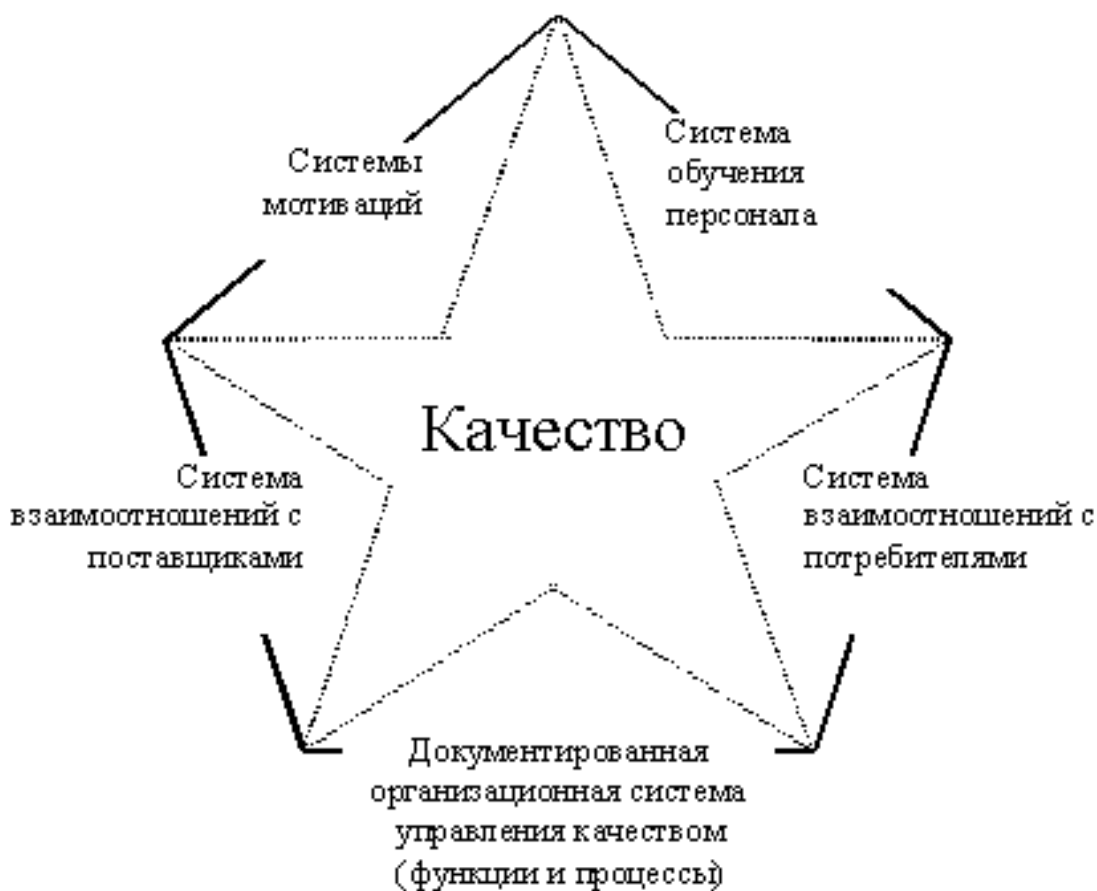 Системы
мотиваций
Система
обучения
персонала
Качество
Система
взаимоотношений с
поставщиками
Система
взаимоотношений с
потребителями
Документированная
организационная система
управления качеством
(функции и процессы)